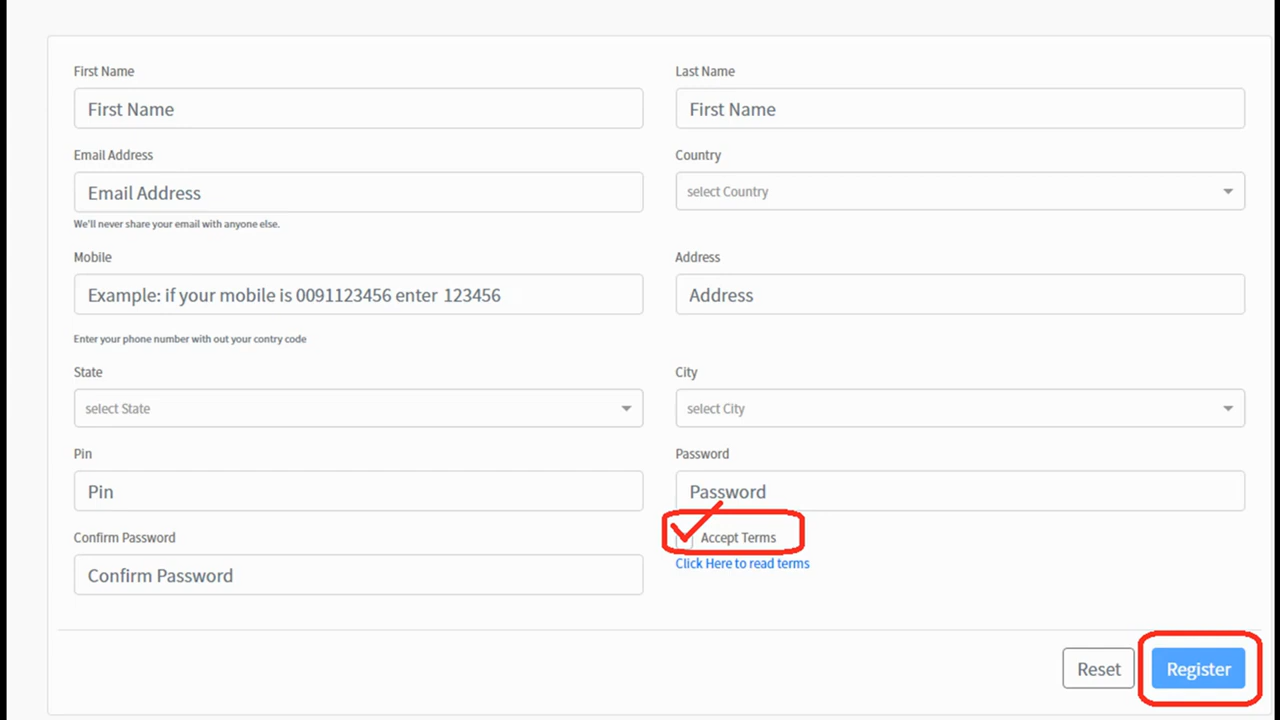 First Name
Last Name
First Name
First Name
Email Address
Country
Email Address
select Country
We'll never share your email with anyone else.
Mobile
Address
Example: if your mobile is 0091123456 enter 123456
Address
Enter your phone number with out your contry code
State
City
select State
select City
Pin
Password
Pin
Password
Confirm Password
Accept Terms
Confirm Password
Click Here to read terms
Reset
Register